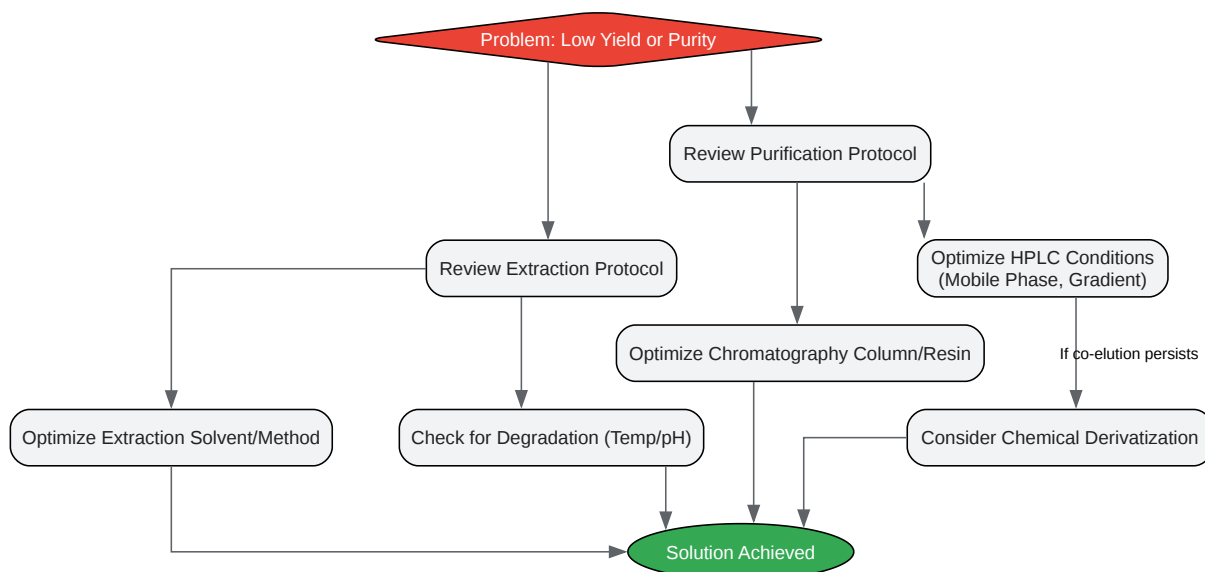 Problem: Low Yield or Purity
Review Purification Protocol
Review Extraction Protocol
Optimize HPLC Conditions
(Mobile Phase, Gradient)
Optimize Chromatography Column/Resin
If co-elution persists
Optimize Extraction Solvent/Method
Check for Degradation (Temp/pH)
Consider Chemical Derivatization
Solution Achieved